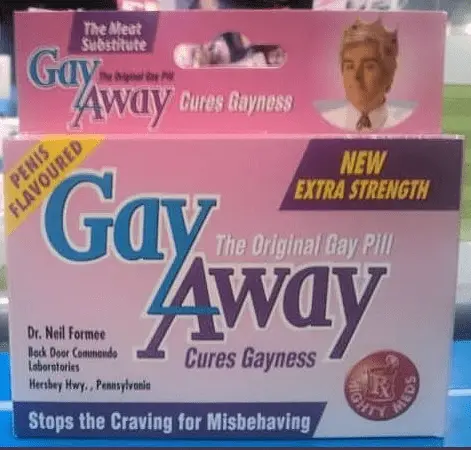 The Meat
Substitute
Gay Away
The Original Gay Pill
Cures Gayness
PENIS
FLAVOURED
NEW
EXTRA STRENGTH
Gay Away
The Original Gay Pill
Cures Gayness
Dr. Neil Formee
Back Door Commando
Laboratories
Hershey Hwy., Pennsylvania
Rx
MIGHTY MEDS
Stops the Craving for Misbehaving